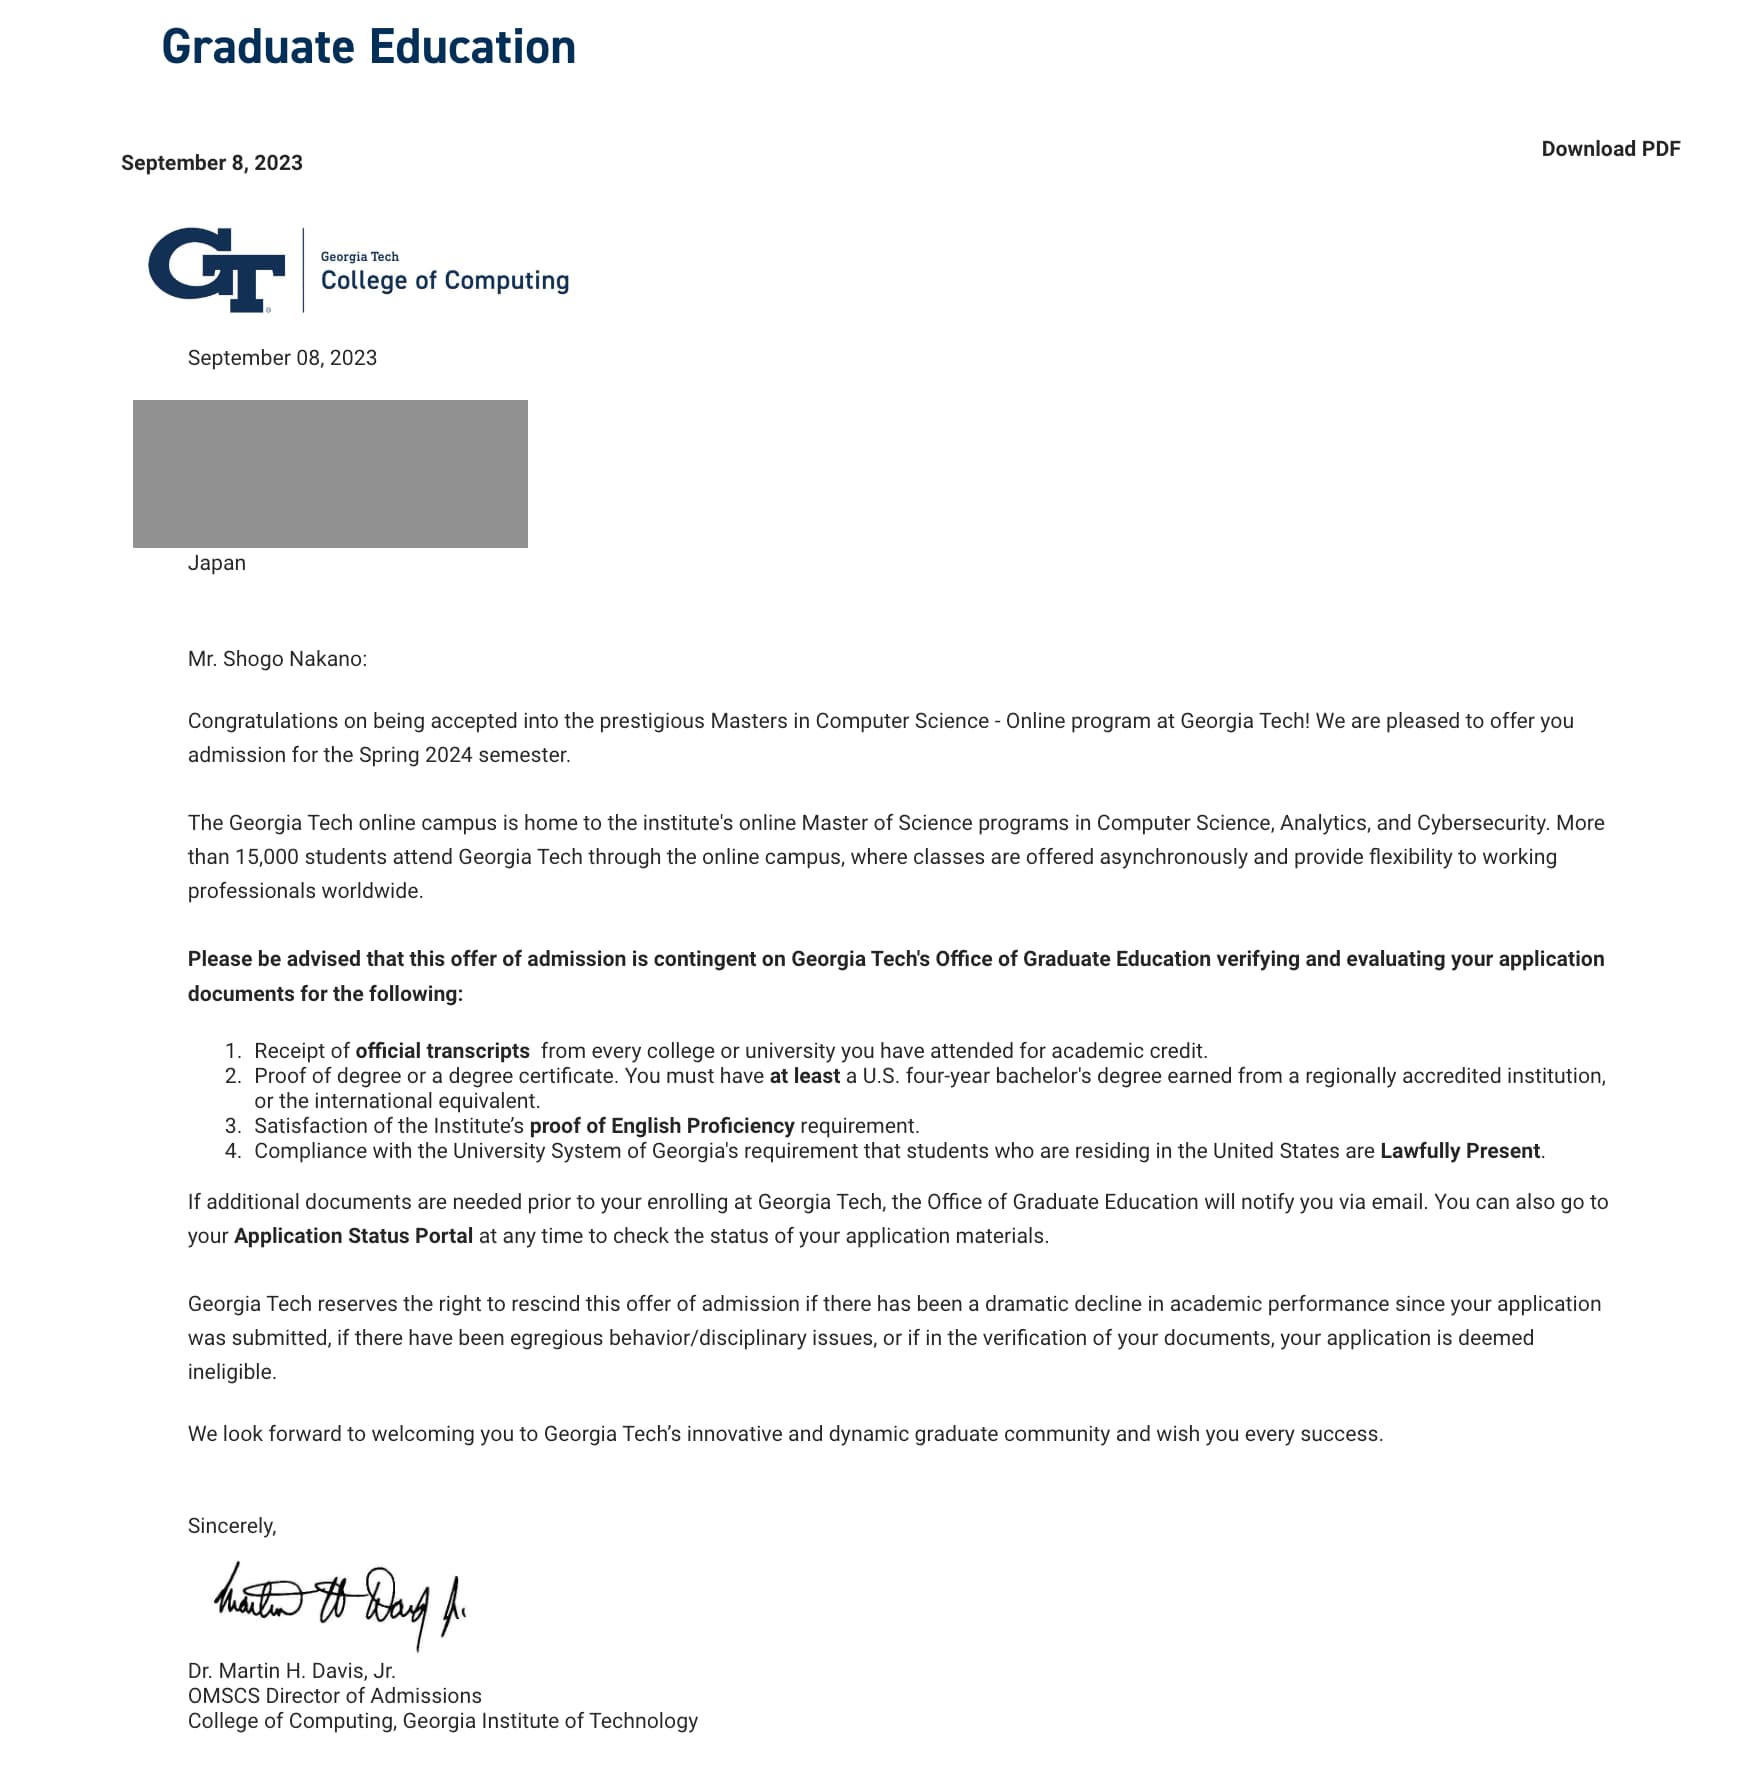 Graduate Education
September 8, 2023
Download PDF
GT
Georgia Tech
College of Computing
September 08, 2023
Japan
Mr. Shogo Nakano:
Congratulations on being accepted into the prestigious Masters in Computer Science - Online program at Georgia Tech! We are pleased to offer you
admission for the Spring 2024 semester.
The Georgia Tech online campus is home to the institute's online Master of Science programs in Computer Science, Analytics, and Cybersecurity. More
than 15,000 students attend Georgia Tech through the online campus, where classes are offered asynchronously and provide flexibility to working
professionals worldwide.
Please be advised that this offer of admission is contingent on Georgia Tech's Office of Graduate Education verifying and evaluating your application
documents for the following:
1. Receipt of official transcripts from every college or university you have attended for academic credit.
2. Proof of degree or a degree certificate. You must have at least a U.S. four-year bachelor's degree earned from a regionally accredited institution,
or the international equivalent.
3. Satisfaction of the Institute’s proof of English Proficiency requirement.
4. Compliance with the University System of Georgia's requirement that students who are residing in the United States are Lawfully Present.
If additional documents are needed prior to your enrolling at Georgia Tech, the Office of Graduate Education will notify you via email. You can also go to
your Application Status Portal at any time to check the status of your application materials.
Georgia Tech reserves the right to rescind this offer of admission if there has been a dramatic decline in academic performance since your application
was submitted, if there have been egregious behavior/disciplinary issues, or if in the verification of your documents, your application is deemed
ineligible.
We look forward to welcoming you to Georgia Tech’s innovative and dynamic graduate community and wish you every success.
Sincerely,
Martin H Davis Jr.
Dr. Martin H. Davis, Jr.
OMSCS Director of Admissions
College of Computing, Georgia Institute of Technology